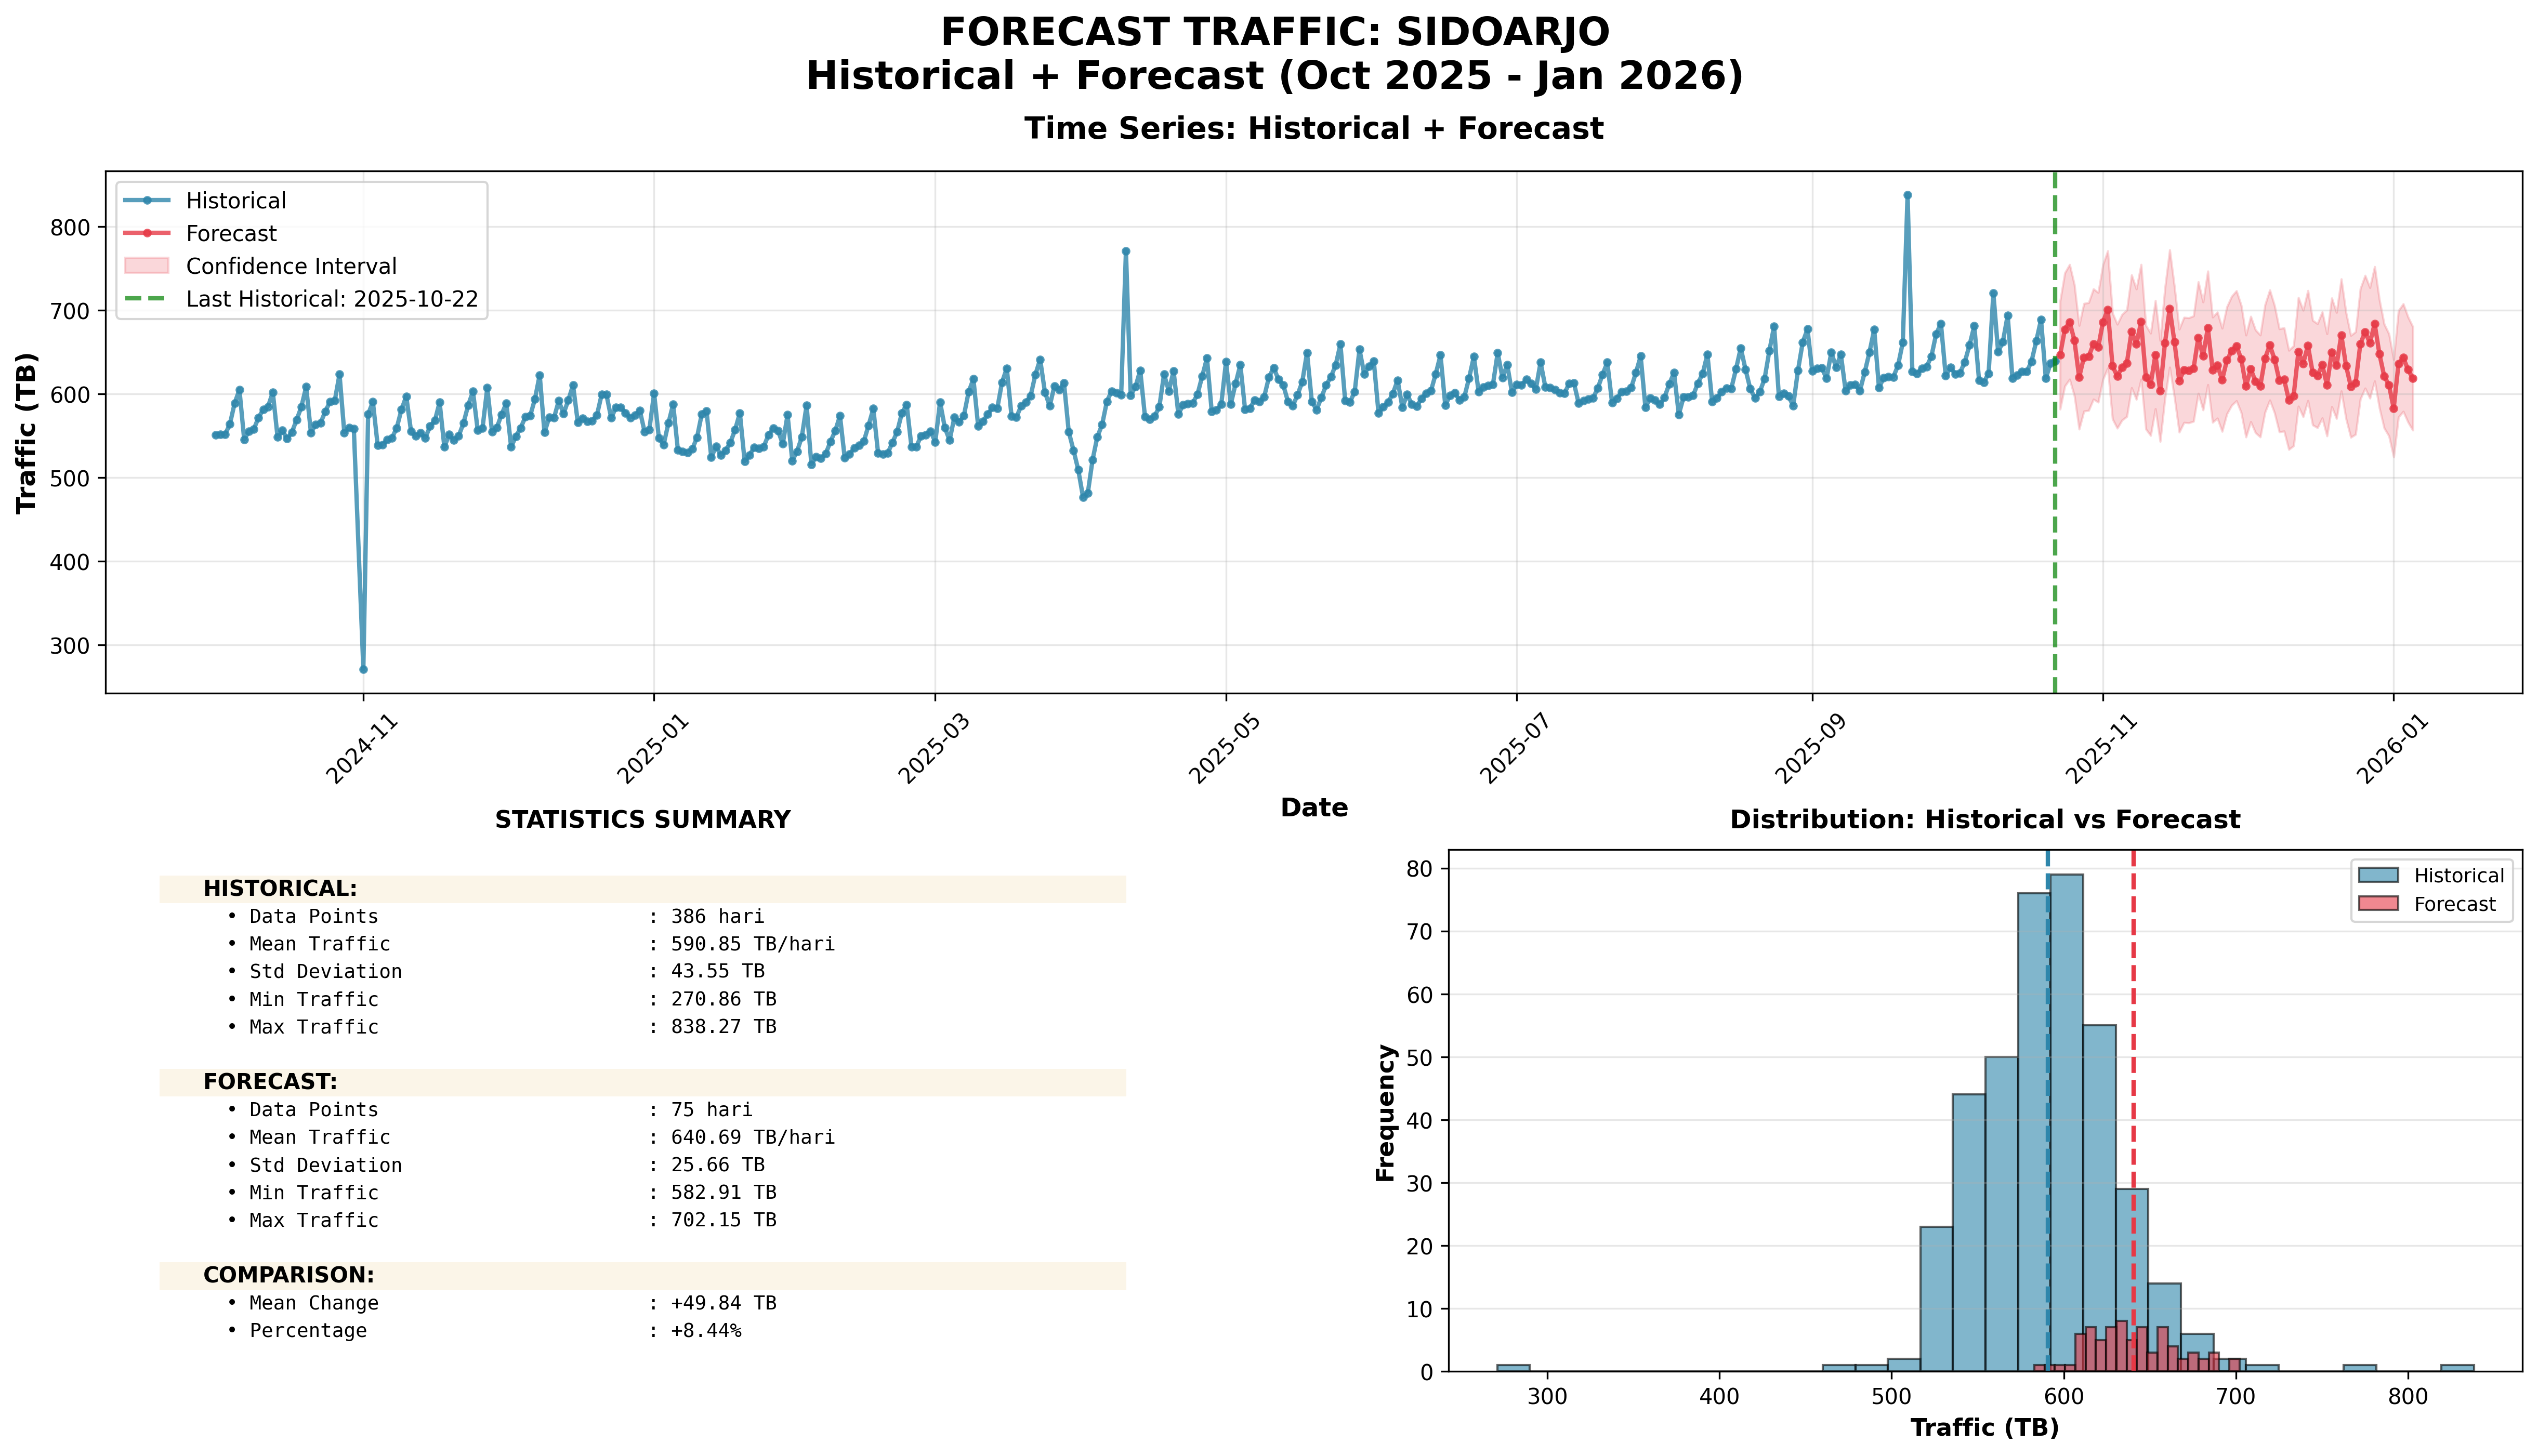 FORECAST TRAFFIC: SIDOARJO
Historical + Forecast (Oct 2025 - Jan 2026)
Time Series: Historical + Forecast
Historical
Forecast
Confidence Interval
Last Historical: 2025-10-22
Traffic (TB)
800
700
600
500
400
300
2024-11
2025-01
2025-03
2025-05
2025-07
2025-09
2025-11
2026-01
Date
STATISTICS SUMMARY
HISTORICAL:
• Data Points : 386 hari
• Mean Traffic : 590.85 TB/hari
• Std Deviation : 43.55 TB
• Min Traffic : 270.86 TB
• Max Traffic : 838.27 TB
FORECAST:
• Data Points : 75 hari
• Mean Traffic : 640.69 TB/hari
• Std Deviation : 25.66 TB
• Min Traffic : 582.91 TB
• Max Traffic : 702.15 TB
COMPARISON:
• Mean Change : +49.84 TB
• Percentage : +8.44%
Distribution: Historical vs Forecast
Historical
Forecast
Frequency
80
70
60
50
40
30
20
10
0
300
400
500
600
700
800
Traffic (TB)